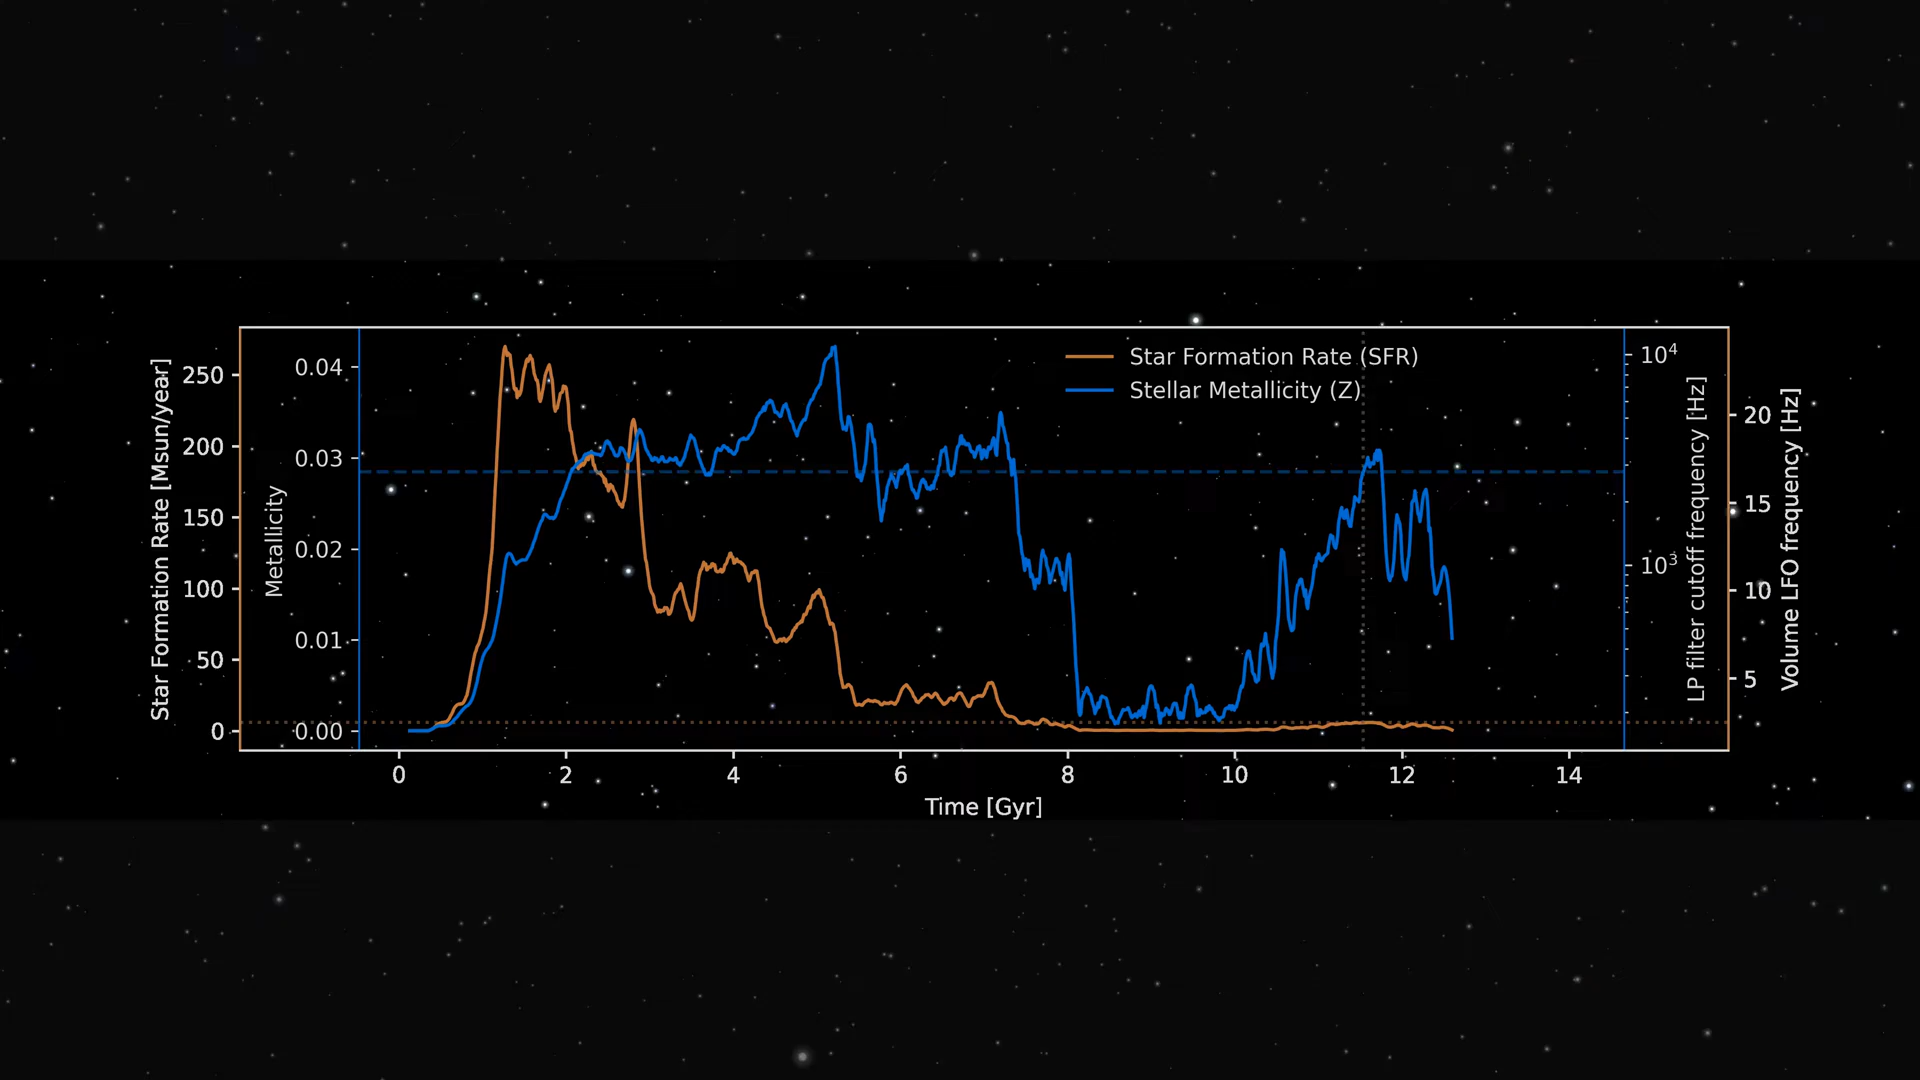 Star Formation Rate (SFR)
Stellar Metallicity (Z)
Star Formation Rate [Msun/year]
250
200
150
100
50
0
Metallicity
0.04
0.03
0.02
0.01
0.00
10⁴
10³
LP filter cutoff frequency [Hz]
20
15
10
5
Volume LFO frequency [Hz]
0 2 4 6 8 10 12 14
Time [Gyr]